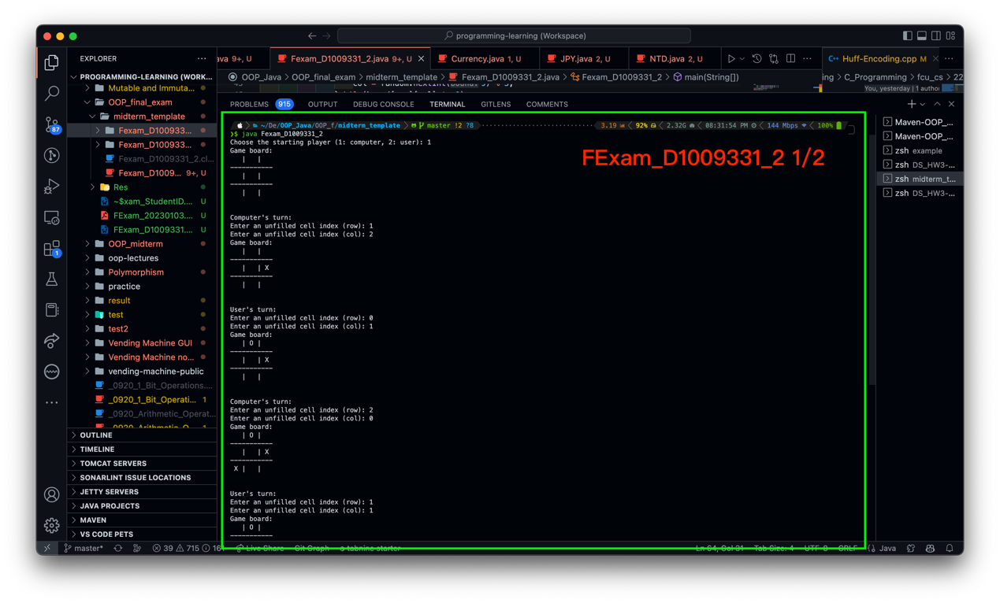 programming-learning (Workspace)
EXPLORER
ava 9+, U
Fexam_D1009331_2.java 9+, U
Currency.java 1, U
JPY.java 2, U
NTD.java 2, U
Huff-Encoding.cpp M
PROGRAMMING-LEARNING (WORK...
OOP_Java > OOP_final_exam > midterm_template > Fexam_D1009331_2.java > Fexam_D1009331_2 > main(String[])
ing > C_Programming > fcu_cs > 22
You, yesterday | 1 author
Mutable and Immuta...
OOP_final_exam
midterm_template
Fexam_D10093...
Fexam_D10093...
Fexam_D1009331_2.cl...
Fexam_D1009... 9+, U
Res
~$xam_StudentID.... U
FExam_20230103.... U
FExam_D1009331.... U
OOP_midterm
oop-lectures
Polymorphism
practice
result
test
test2
Vending Machine GUI
Vending Machine no...
vending-machine-public
_0920_1_Bit_Operations....
_0920_1_Bit_Operati... 1
_0920_Arithmetic_Operat...
_0920_Arithmetic_O... 1
OUTLINE
TIMELINE
TOMCAT SERVERS
SONARLINT ISSUE LOCATIONS
JETTY SERVERS
JAVA PROJECTS
MAVEN
VS CODE PETS
87
1
PROBLEMS 915 OUTPUT DEBUG CONSOLE TERMINAL GITLENS COMMENTS
~/De/OOP_Java/OOP_f/midterm_template master !2 ?8 3.19 92% 2.32G 08:31:54 PM 144 Mbps 100%
❯$ java Fexam_D1009331_2
Choose the starting player (1: computer, 2: user): 1
Game board:
| |
-----------
| |
-----------
| |
Computer's turn:
Enter an unfilled cell index (row): 1
Enter an unfilled cell index (col): 2
Game board:
| |
-----------
| | X
-----------
| |
User's turn:
Enter an unfilled cell index (row): 0
Enter an unfilled cell index (col): 1
Game board:
| O |
-----------
| | X
-----------
| |
Computer's turn:
Enter an unfilled cell index (row): 2
Enter an unfilled cell index (col): 0
Game board:
| O |
-----------
| | X
-----------
X | |
User's turn:
Enter an unfilled cell index (row): 1
Enter an unfilled cell index (col): 1
Game board:
| O |
-----------
FExam_D1009331_2 1/2
Maven-OOP_...
Maven-OOP_...
zsh example
zsh DS_HW3-...
zsh midterm_t...
zsh DS_HW3-...
master* 39 715 161 Live Share Git Graph tabnine starter Ln 64, Col 31 Tab Size: 4 UTF-8 CRLF Java